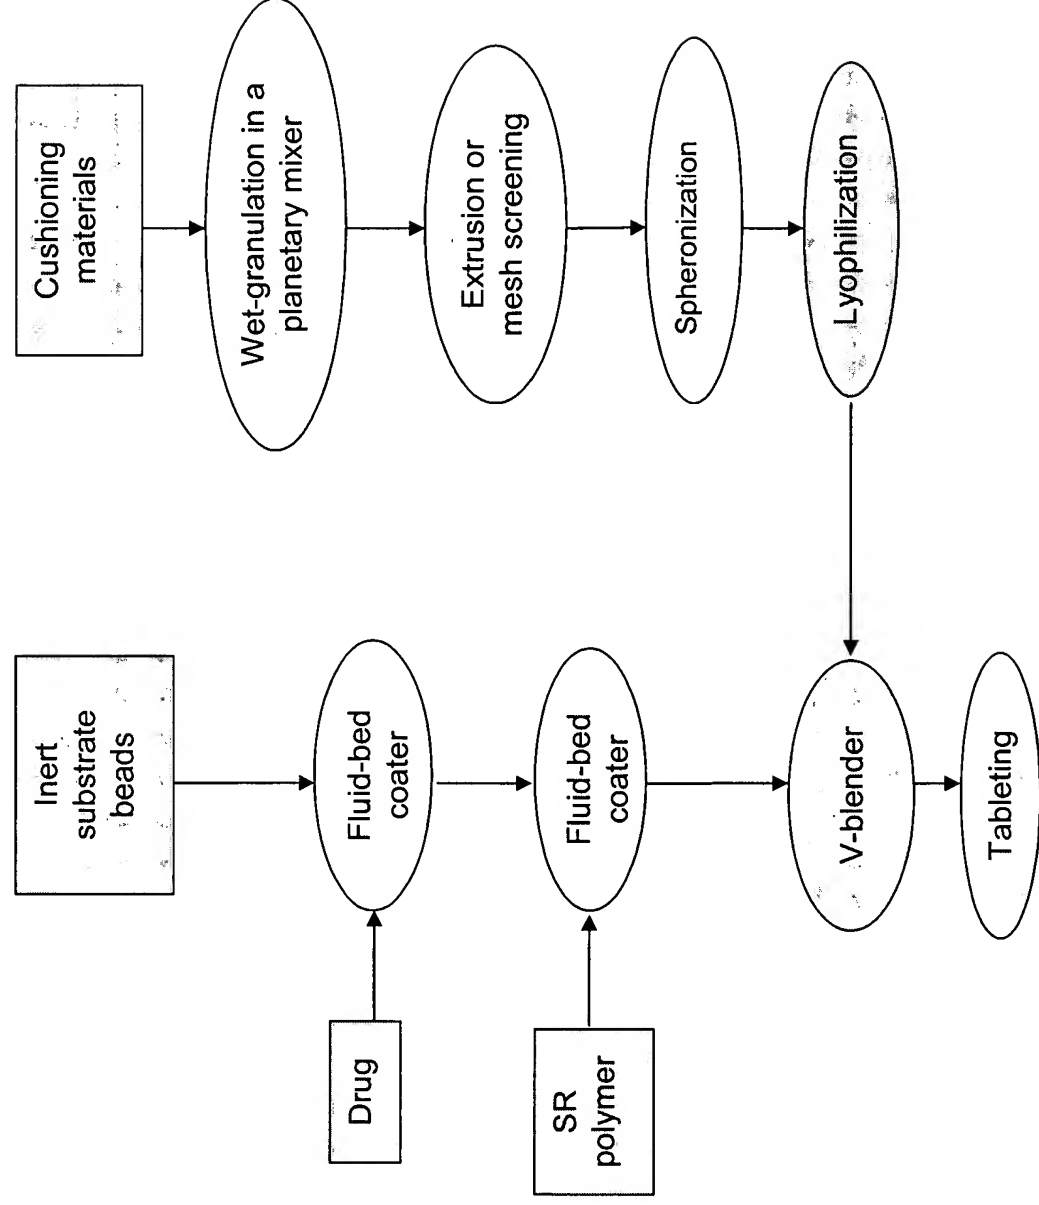 Cushioning
materials
Wet-granulation in a
planetary mixer
Extrusion or
mesh screening
Spheronization
Lyophilization
Inert
substrate
beads
Fluid-bed
coater
Fluid-bed
coater
V-blender
Tableting
Drug
SR
polymer